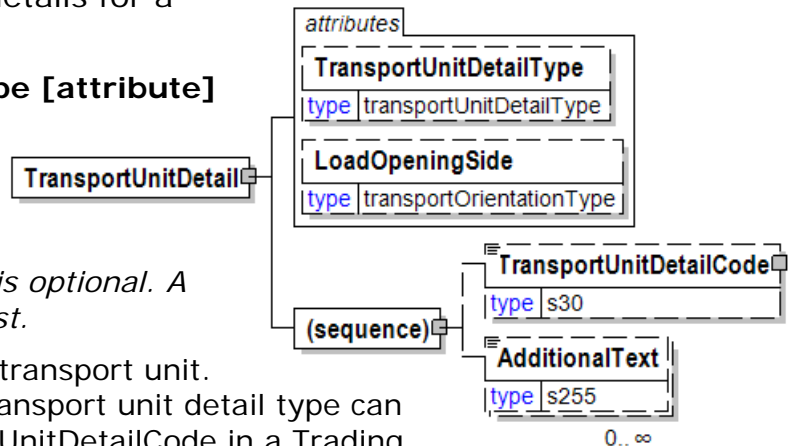 etails for a
attributes
TransportUnitDetailType
type transportUnitDetailType
pe [attribute]
LoadOpeningSide
type transportOrientationType
TransportUnitDetail
is optional. A
st.
TransportUnitDetailCode
type s30
(sequence)
transport unit.
AdditionalText
ansport unit detail type can
type s255
UnitDetailCode in a Trading
0.. ∞